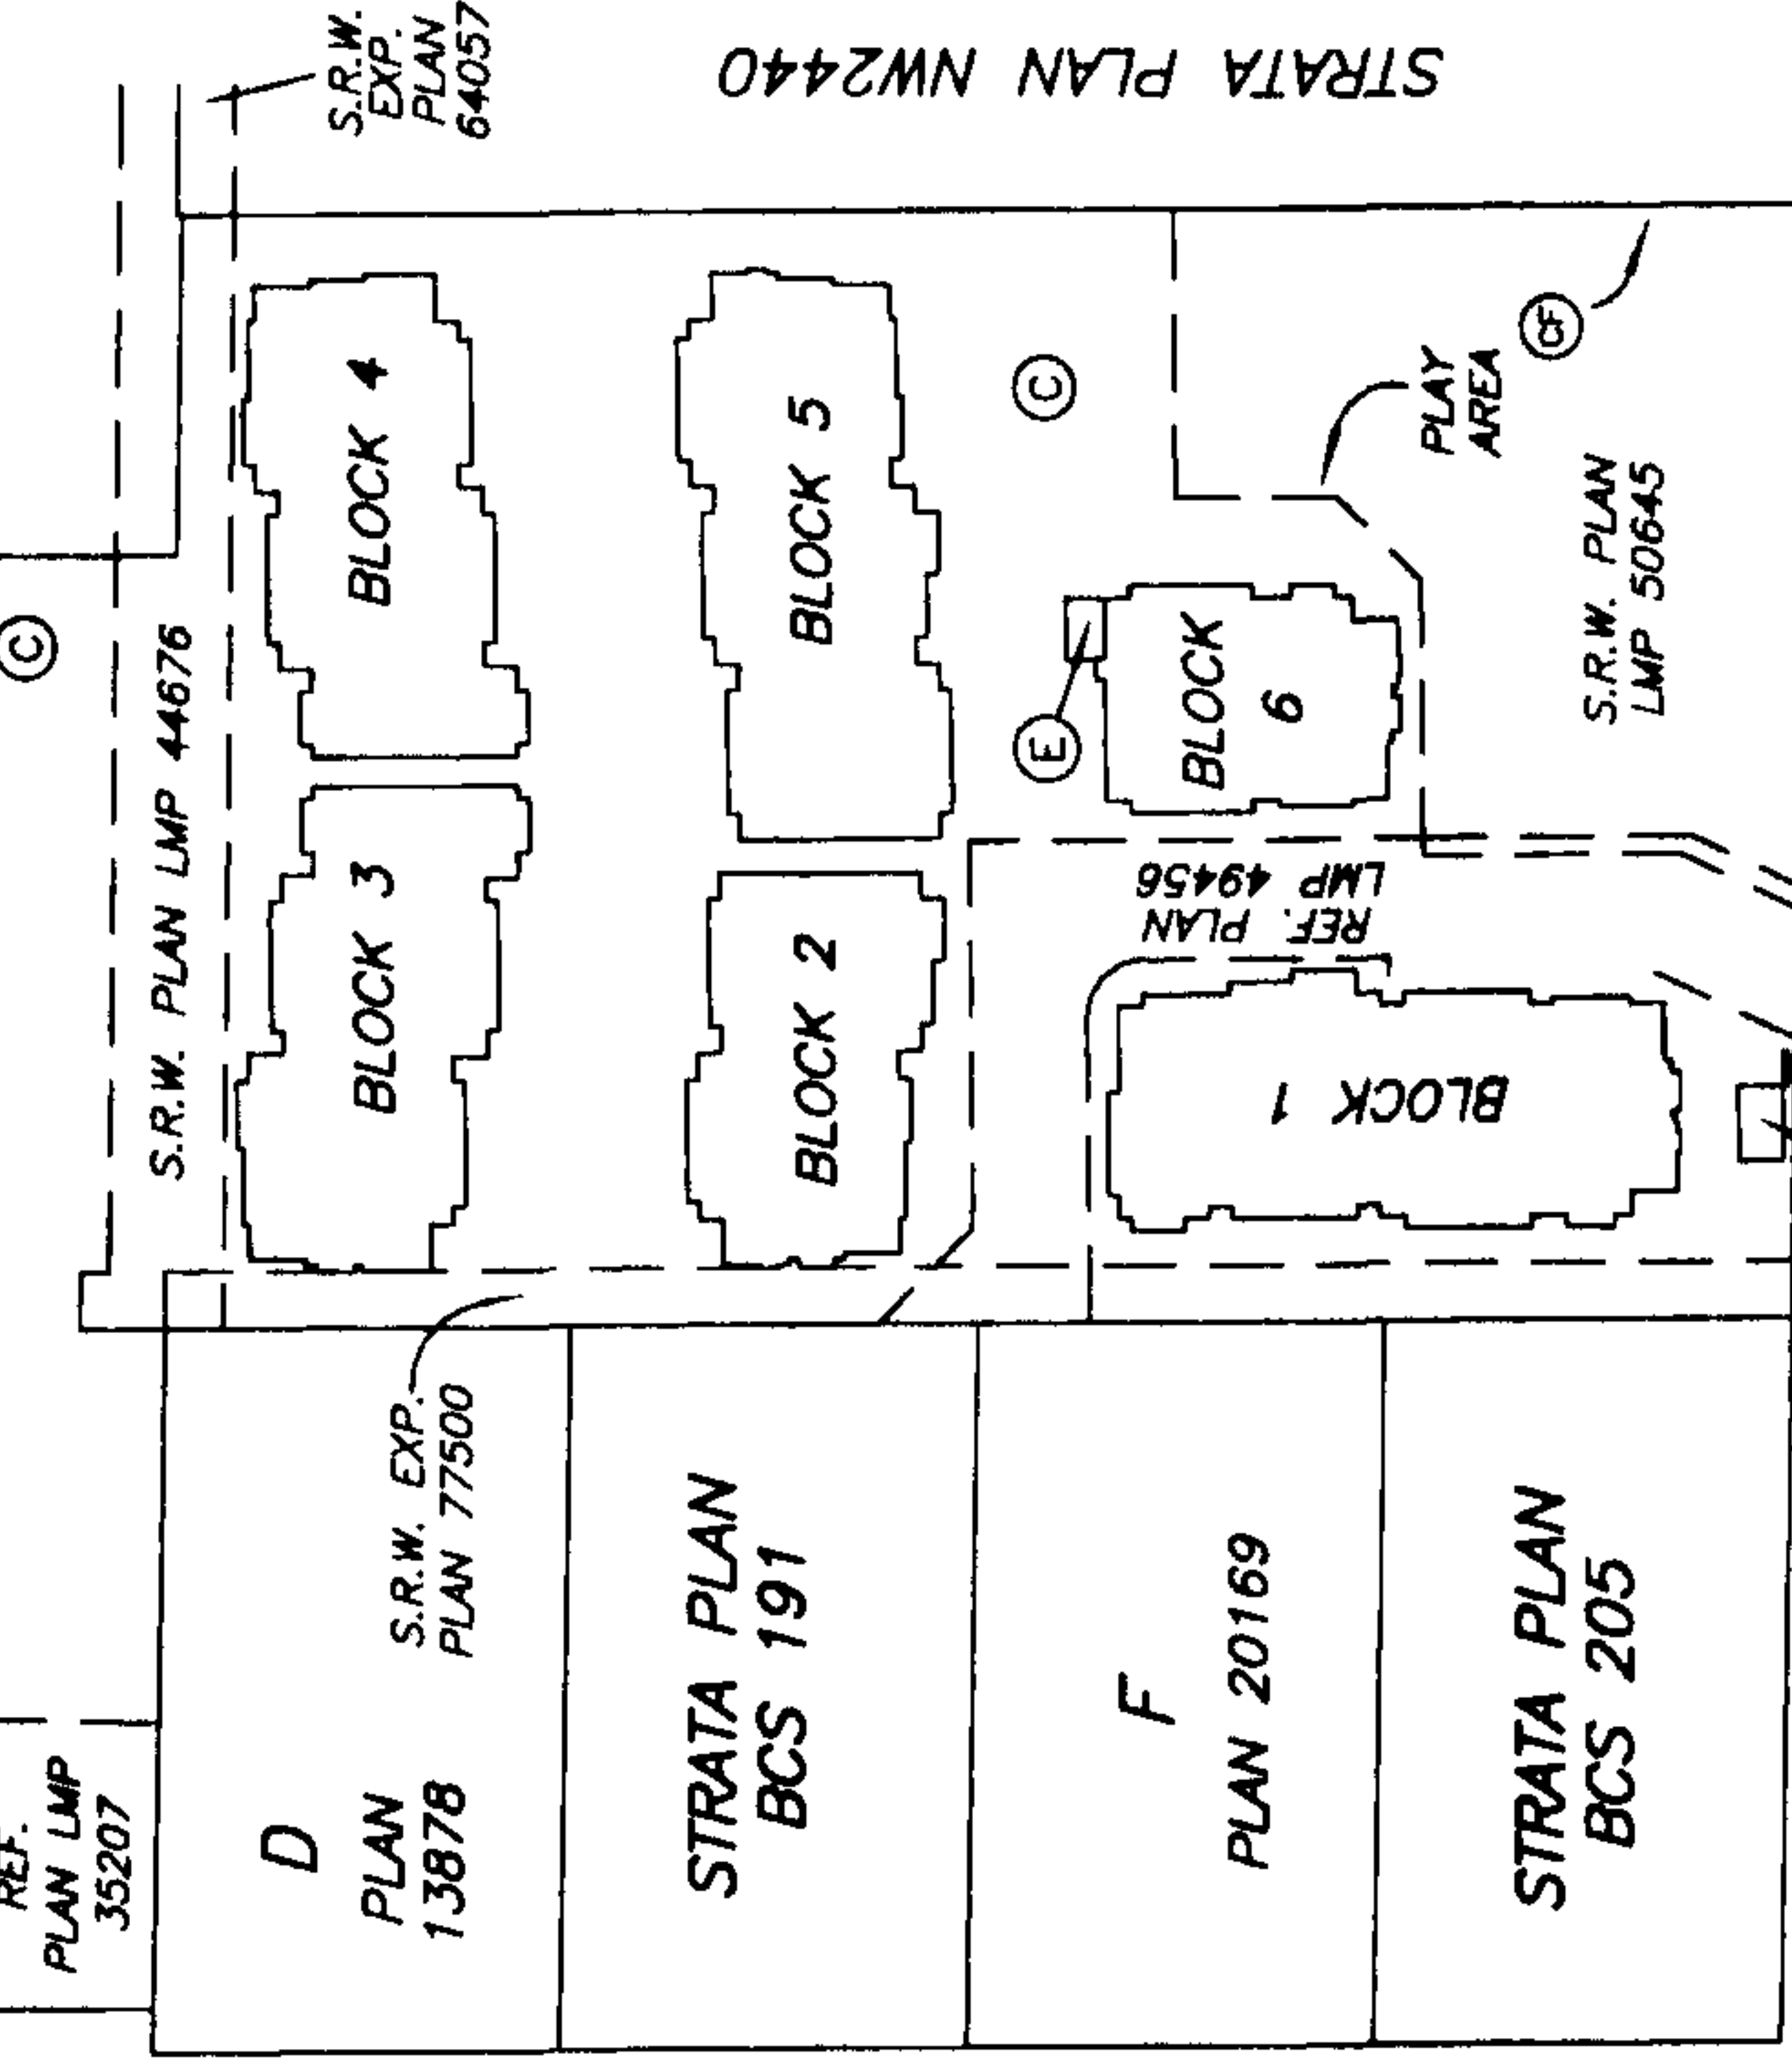 S.R.W.
EXP.
PLAN
64057
STRATA PLAN NW2440
C
S.R.W. PLAN LMP 44676
BLOCK 4
BLOCK 5
C
PLAY
AREA
CF
BLOCK 3
BLOCK 2
E
BLOCK
6
S.R.W. PLAN
LMP 50645
REF. PLAN
LMP 49456
BLOCK 1
S.R.W. EXP.
PLAN 77500
REF.
PLAN LMP
35207
D
PLAN
13878
STRATA PLAN
BCS 191
F
PLAN 20169
STRATA PLAN
BCS 205